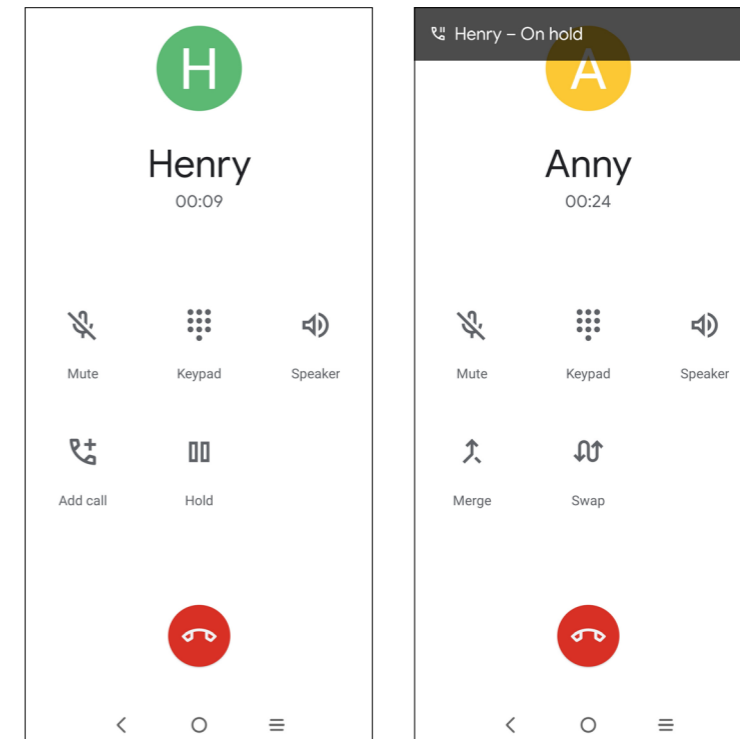 H
Henry
00:09
Mute Keypad Speaker
Add call Hold
Henry – On hold
A
Anny
00:24
Mute Keypad Speaker
Merge Swap